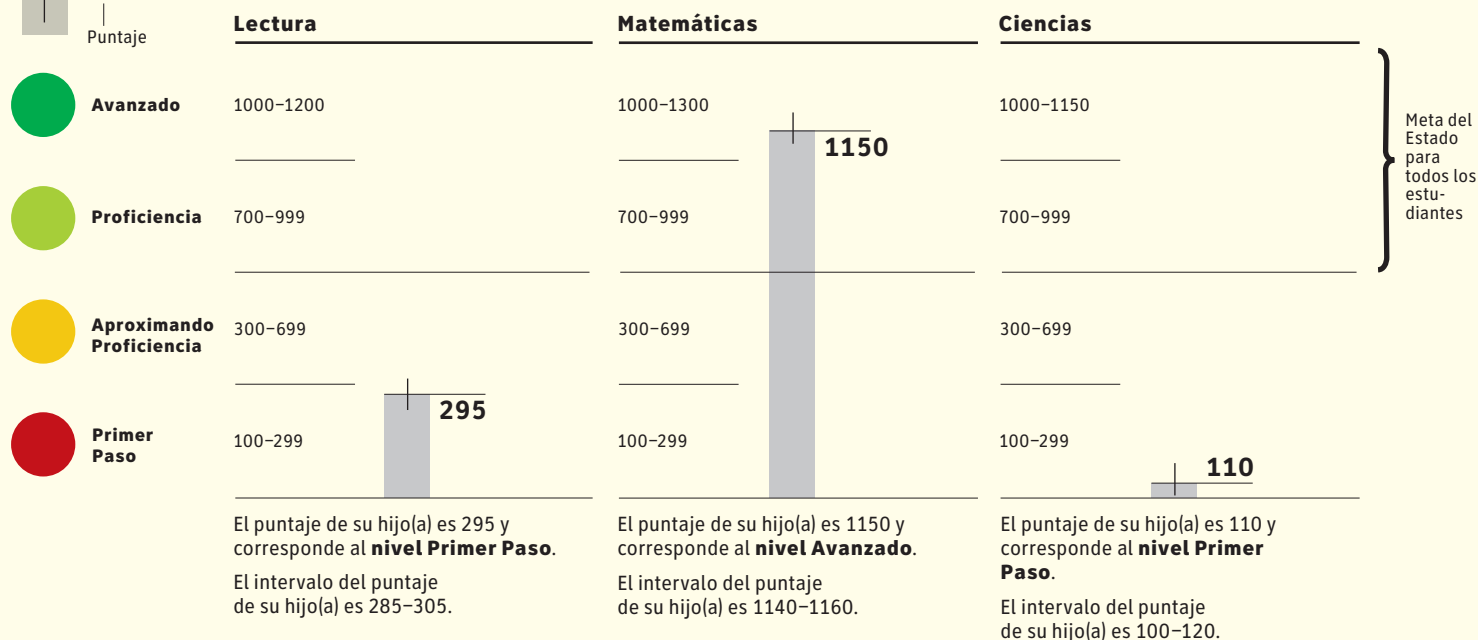 Puntaje
Lectura
Matemáticas
Ciencias
Avanzado
1000–1200
1000–1300
1150
1000–1150
Proficiencia
700–999
700–999
700–999
Meta del
Estado
para
todos los
estu-
diantes
Aproximando
Proficiencia
300–699
300–699
300–699
Primer
Paso
100–299
295
100–299
100–299
110
El puntaje de su hijo(a) es 295 y
corresponde al nivel Primer Paso.
El intervalo del puntaje
de su hijo(a) es 285–305.
El puntaje de su hijo(a) es 1150 y
corresponde al nivel Avanzado.
El intervalo del puntaje
de su hijo(a) es 1140–1160.
El puntaje de su hijo(a) es 110 y
corresponde al nivel Primer
Paso.
El intervalo del puntaje
de su hijo(a) es 100–120.